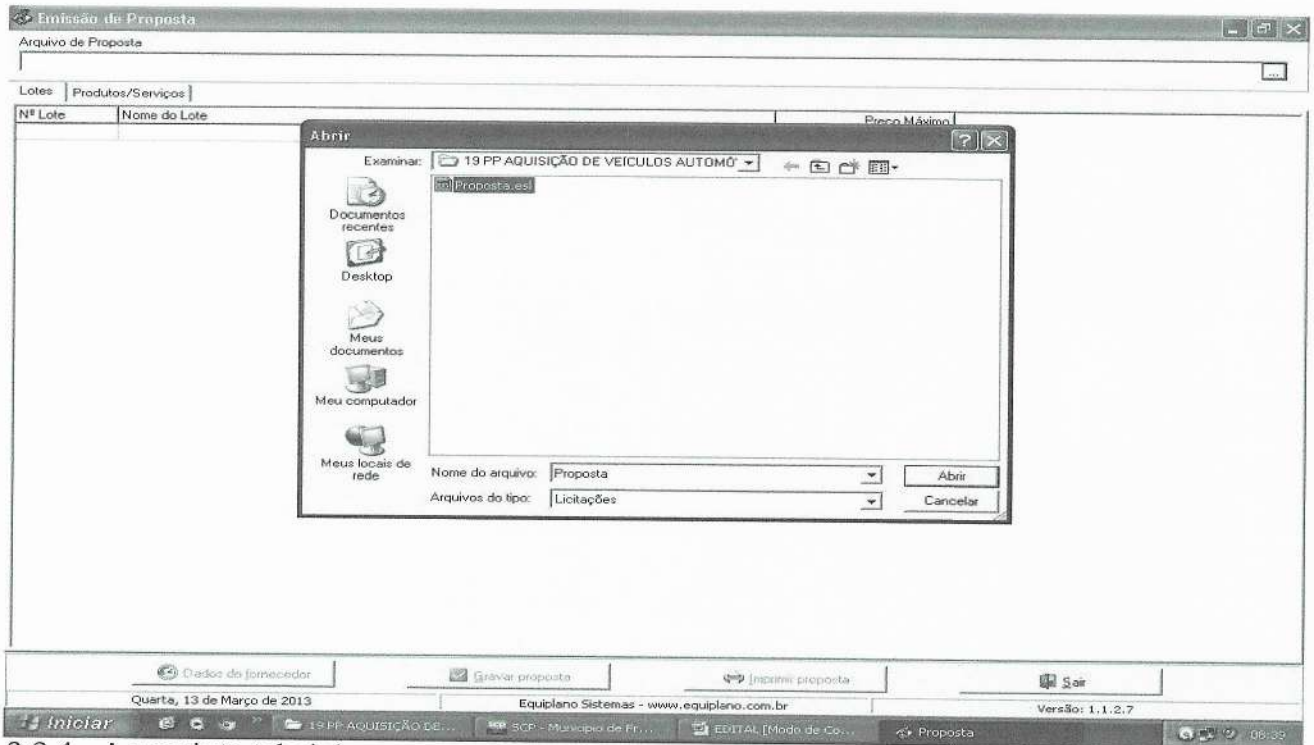 Emissão de Proposta
Arquivo de Proposta
...
Lotes Produtos/Serviços
Nº Lote Nome do Lote Preço Máximo
Abrir
Examinar: 19 PP AQUISIÇÃO DE VEÍCULOS AUTOMÓ
Proposta.esl
Documentos
recentes
Desktop
Meus
documentos
Meu computador
Meus locais de
rede
Nome do arquivo: Proposta Abrir
Arquivos do tipo: Licitações Cancelar
Dados do fornecedor Gravar proposta Imprimir proposta Sair
Quarta, 13 de Março de 2013 Equiplano Sistemas - www.equiplano.com.br Versão: 1.1.2.7
Iniciar 19 PP AQUISIÇÃO DE... SCP - Municipio de Fr... EDITAL [Modo de Co... Proposta 08:39